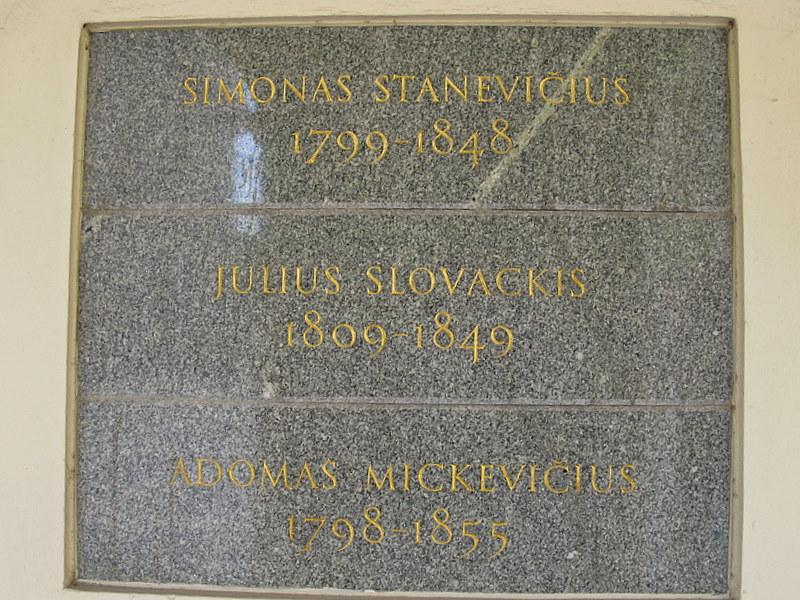 SIMONAS STANEVIČIUS
1799-1848
JULIUS SLOVACKIS
1809-1849
ADOMAS MICKEVIČIUS
1798-1855